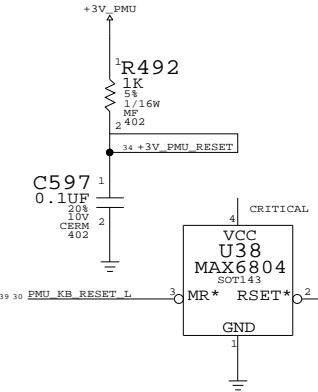 +3V_PMU
1
R492
1K
5%
1/16W
MF
402
2
34 +3V_PMU_RESET
C597
1
0.1UF
20%
10V
CERM
402
2
CRITICAL
4
VCC
U38
MAX6804
SOT143
39 30 PMU_KB_RESET_L
3
MR*
RSET*
2
GND
1